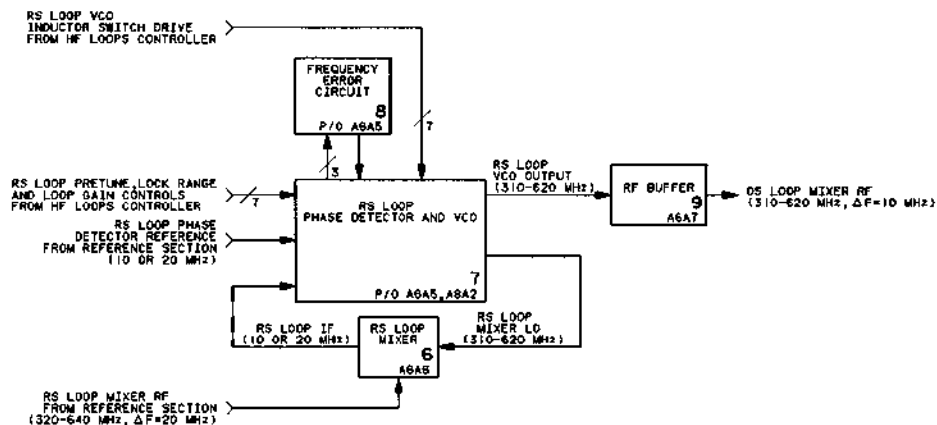 RS LOOP VCO
INDUCTOR SWITCH DRIVE
FROM HF LOOPS CONTROLLER
FREQUENCY
ERROR
CIRCUIT
8
P/O A6A5
7
3
RS LOOP PRETUNE, LOCK RANGE
AND LOOP GAIN CONTROLS
FROM HF LOOPS CONTROLLER
7
RS LOOP PHASE
DETECTOR REFERENCE
FROM REFERENCE SECTION
(10 OR 20 MHz)
RS LOOP
PHASE DETECTOR AND VCO
7
P/O A6A5, A8A2
RS LOOP
VCO OUTPUT
(310-620 MHz)
RF BUFFER
9
A6A7
OS LOOP MIXER RF
(310-620 MHz, ΔF=10 MHz)
RS LOOP IF
(10 OR 20 MHz)
RS LOOP
MIXER
6
A6A6
RS LOOP
MIXER LO
(310-620 MHz)
RS LOOP MIXER RF
FROM REFERENCE SECTION
(320-640 MHz, ΔF=20 MHz)